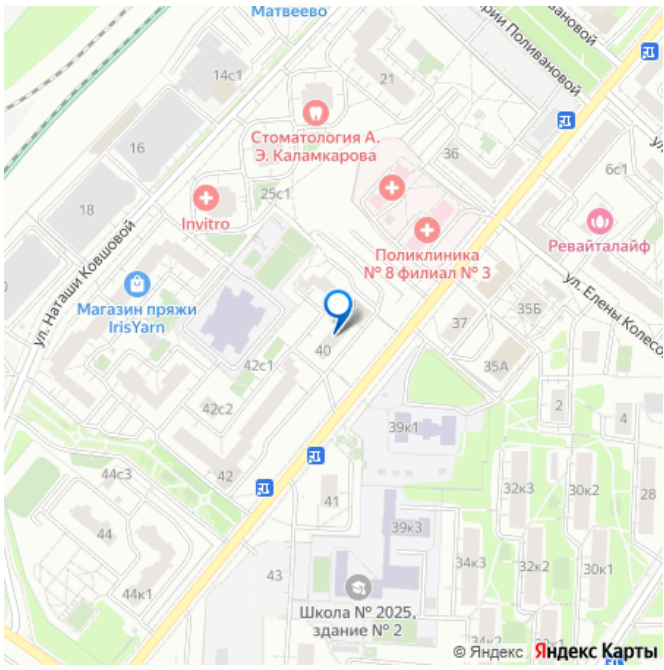 Матвеево
рии Поливановой
вановой
14с1
21
16
Стоматология А.
Э. Каламкарова
36
6с1
18
25с1
Invitro
Ревайталайф
Поликлиника
№ 8 филиал № 3
ул. Наташи Ковшовой
Магазин пряжи
IrisYarn
ул. Елены Колесо
35Б
37
40
42с1
35А
42с2
2
4
39к1
44с3
42
41
32к3
30к2
28
44
39к3
34к3
32к2
30к1
44к1
43
Школа № 2025,
здание № 2
© Яндекс Яндекс Карты